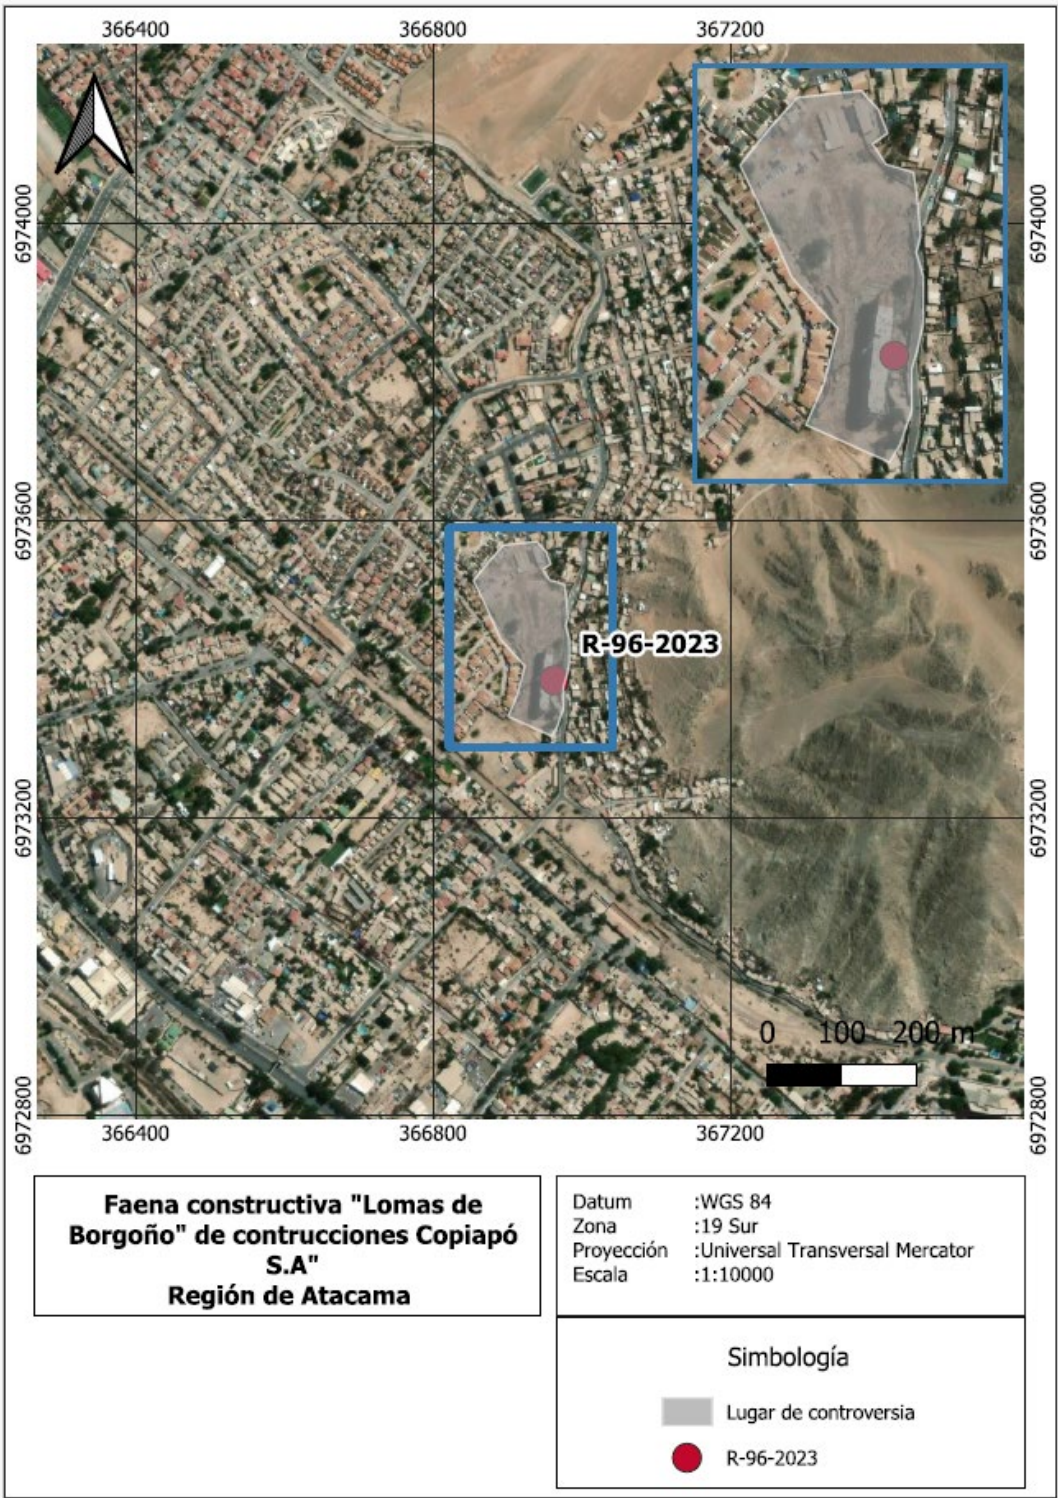 366400
366800
367200
6974000
6974000
6973600
6973600
R-96-2023
6973200
6973200
0 100 200 m
6972800
6972800
366400
366800
367200
Faena constructiva "Lomas de
Borgoño" de contrucciones Copiapó
S.A"
Región de Atacama
Datum :WGS 84
Zona :19 Sur
Proyección :Universal Transversal Mercator
Escala :1:10000
Simbología
Lugar de controversia
R-96-2023